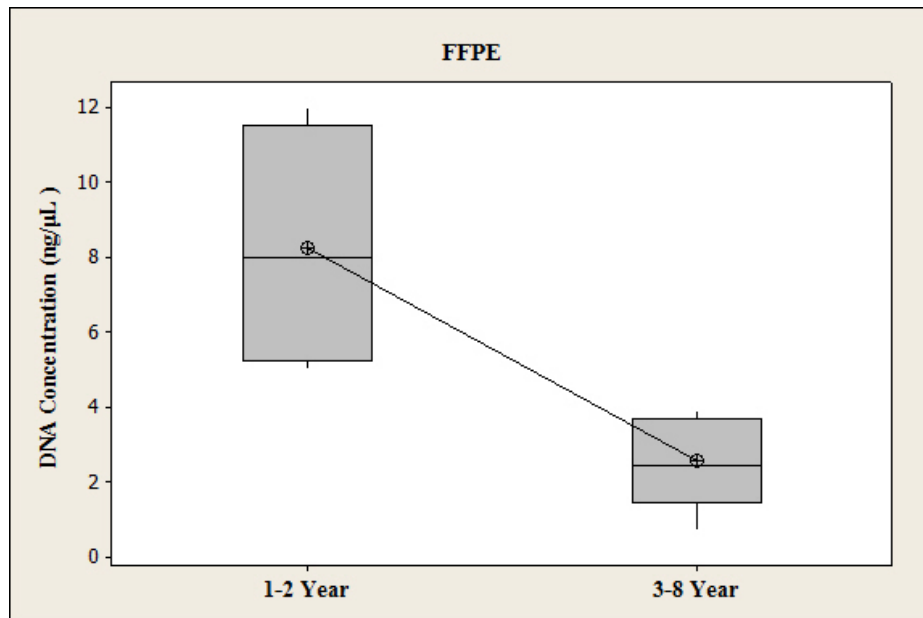 FFPE
DNA Concentration (ng/µL )
12
10
8
6
4
2
0
1-2 Year
3-8 Year